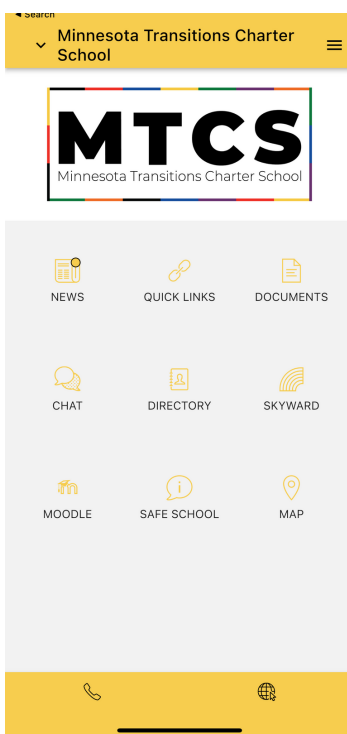 ◀ Search
Minnesota Transitions Charter
School
MTCS
Minnesota Transitions Charter School
NEWS
QUICK LINKS
DOCUMENTS
CHAT
DIRECTORY
SKYWARD
MOODLE
SAFE SCHOOL
MAP